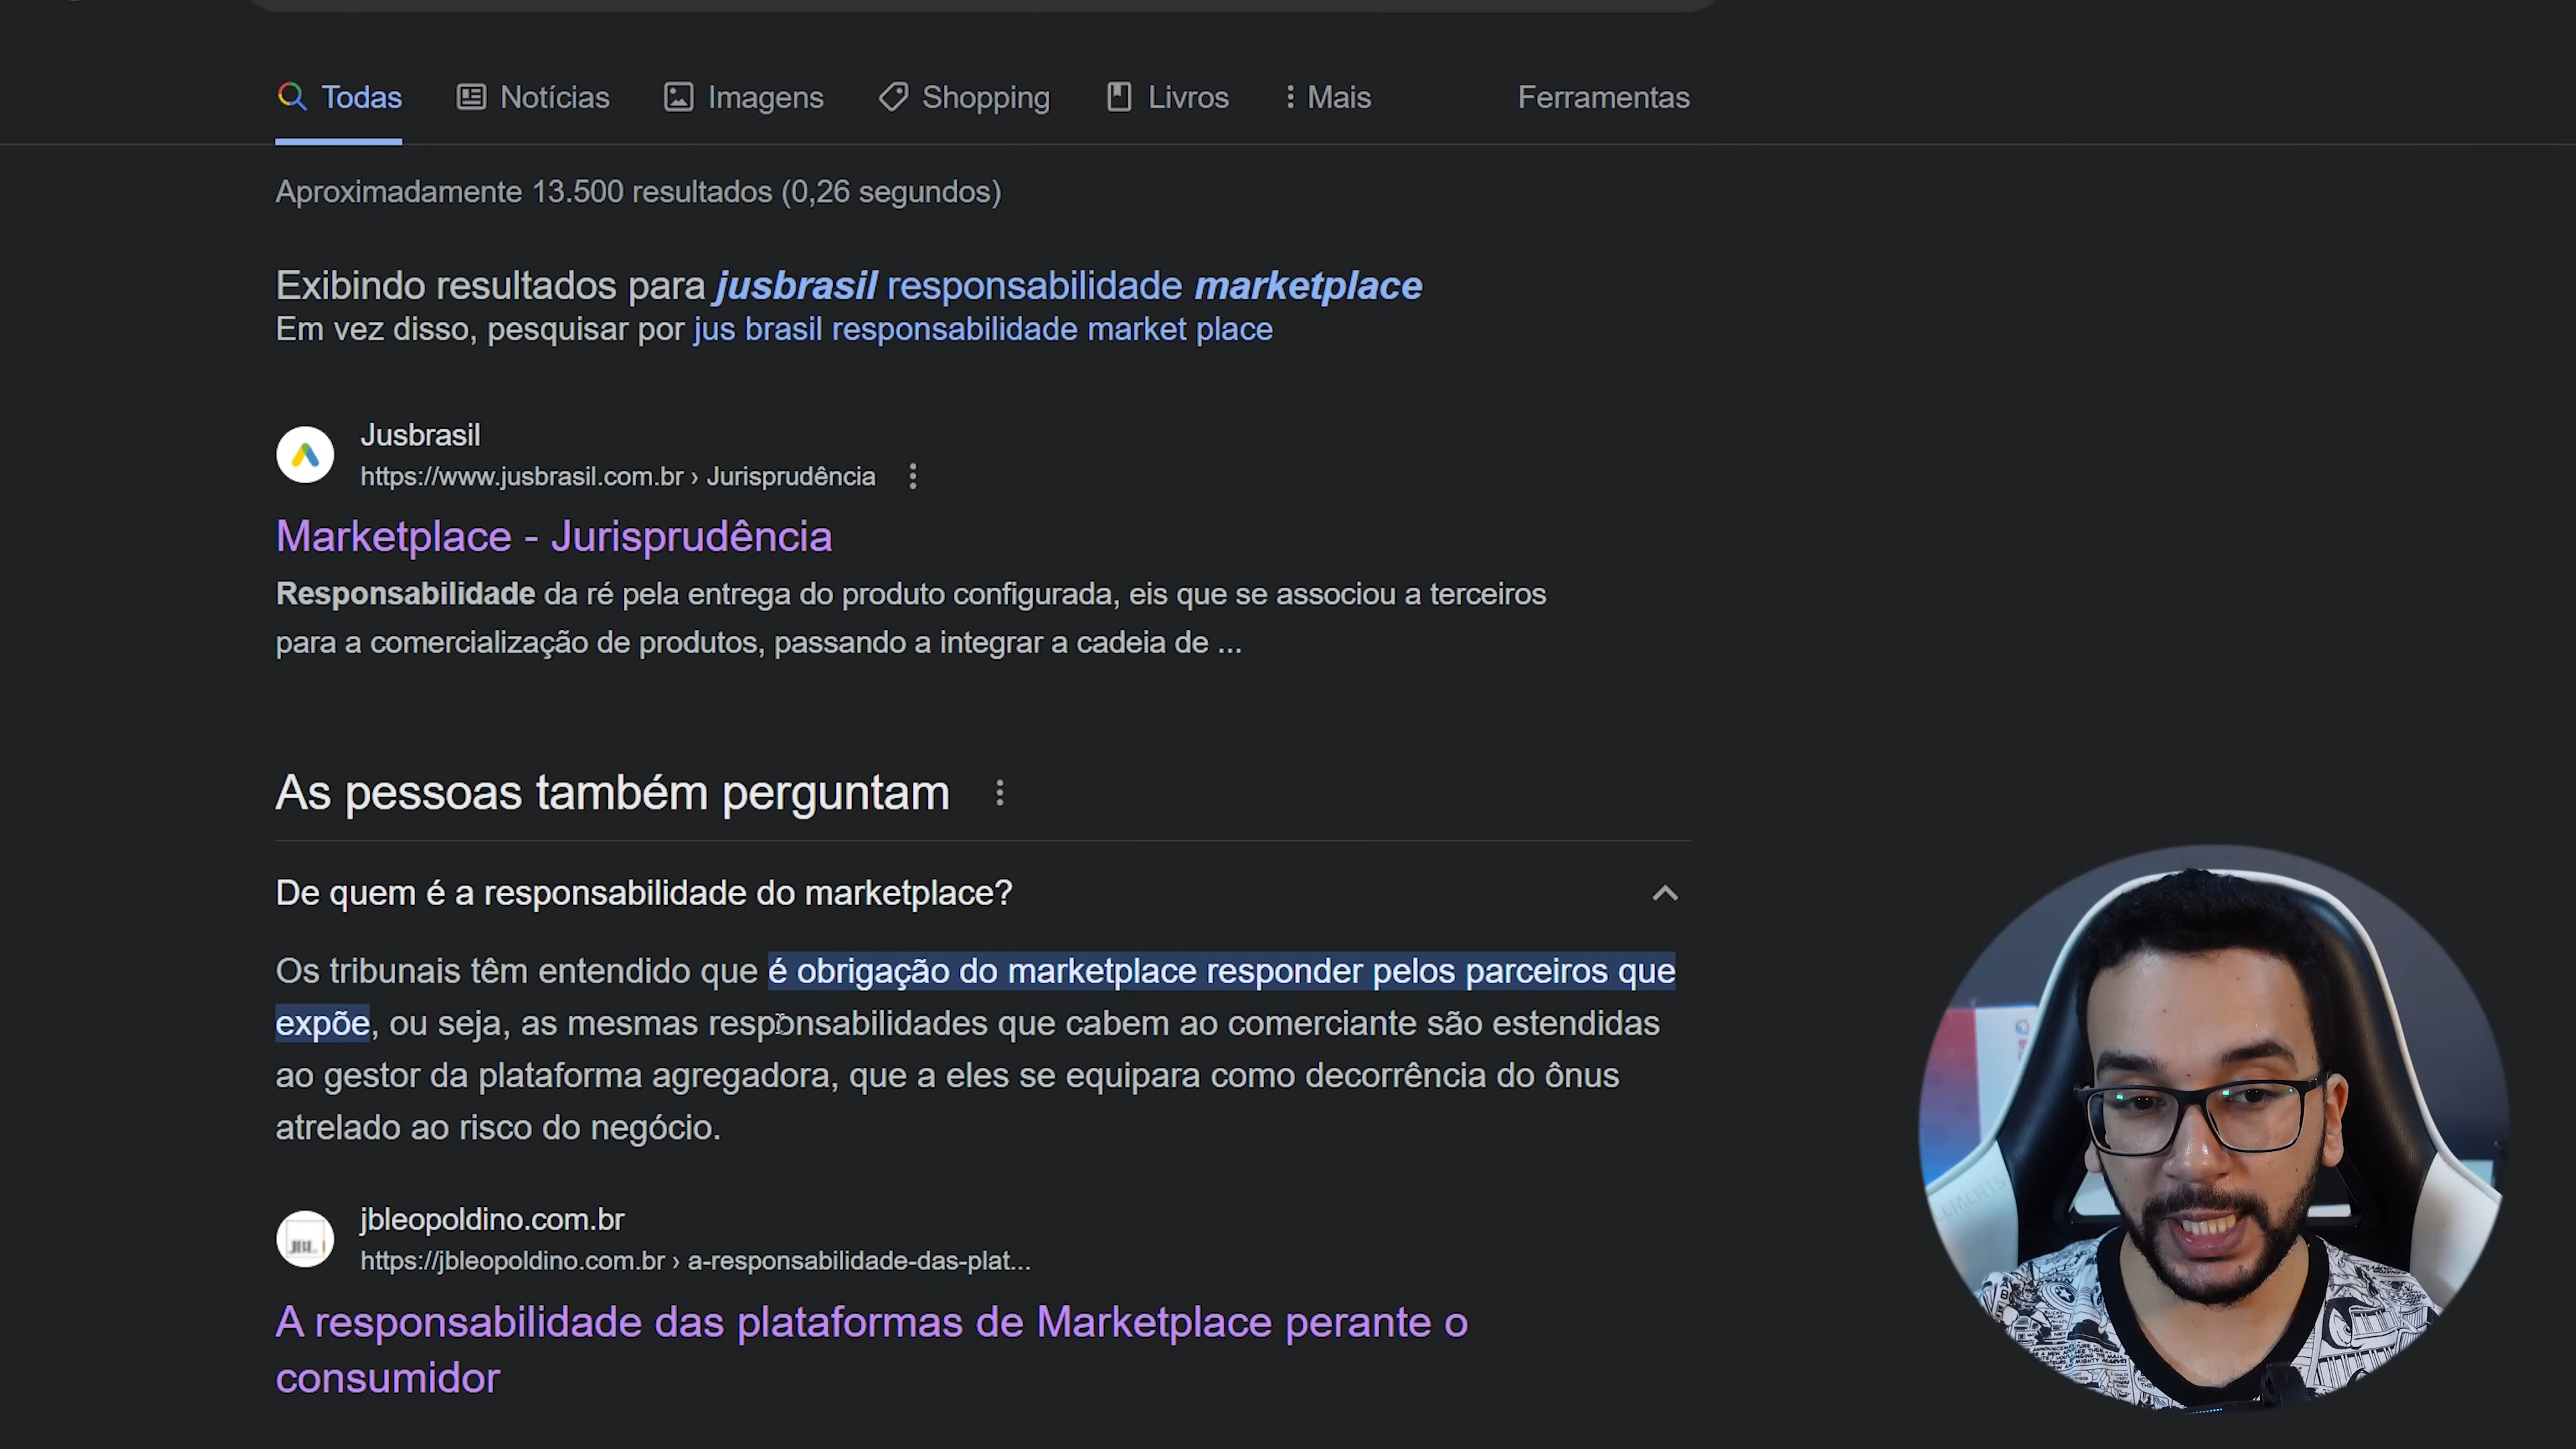 Todas Notícias Imagens Shopping Livros Mais Ferramentas
Aproximadamente 13.500 resultados (0,26 segundos)
Exibindo resultados para jusbrasil responsabilidade marketplace
Em vez disso, pesquisar por jus brasil responsabilidade market place
Jusbrasil
https://www.jusbrasil.com.br › Jurisprudência
Marketplace - Jurisprudência
Responsabilidade da ré pela entrega do produto configurada, eis que se associou a terceiros
para a comercialização de produtos, passando a integrar a cadeia de ...
As pessoas também perguntam
De quem é a responsabilidade do marketplace?
Os tribunais têm entendido que é obrigação do marketplace responder pelos parceiros que
expõe, ou seja, as mesmas responsabilidades que cabem ao comerciante são estendidas
ao gestor da plataforma agregadora, que a eles se equipara como decorrência do ônus
atrelado ao risco do negócio.
JBL
jbleopoldino.com.br
https://jbleopoldino.com.br › a-responsabilidade-das-plat...
A responsabilidade das plataformas de Marketplace perante o
consumidor